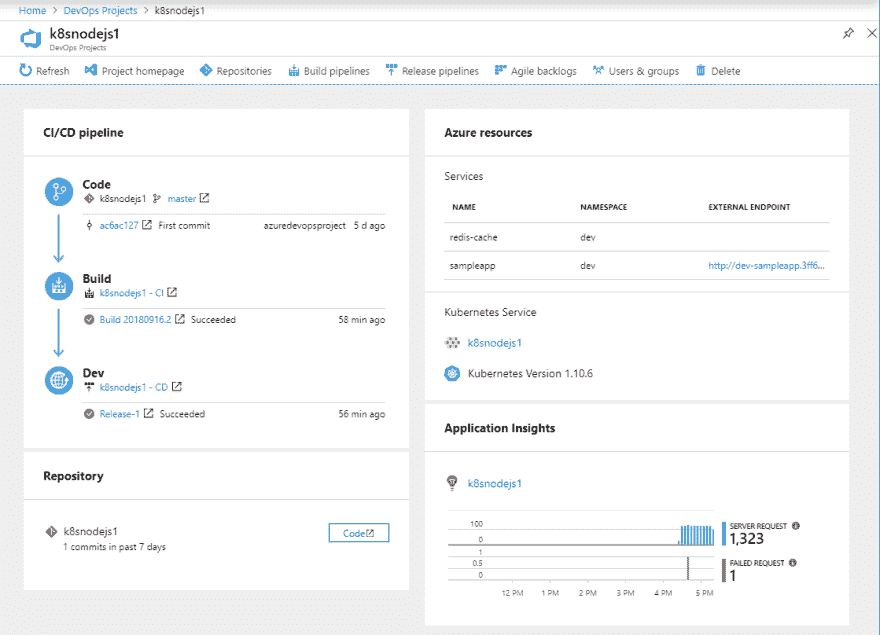 Home > DevOps Projects > k8snodejs1
k8snodejs1
DevOps Projects
Refresh Project homepage Repositories Build pipelines Release pipelines Agile backlogs Users & groups Delete
CI/CD pipeline
Code
k8snodejs1 master
ac6ac127 First commit azuredevopsproject 5 d ago
Build
k8snodejs1 - CI
Build 20180916.2 Succeeded 58 min ago
Dev
k8snodejs1 - CD
Release-1 Succeeded 56 min ago
Repository
k8snodejs1
1 commits in past 7 days
Code
Azure resources
Services
NAME NAMESPACE EXTERNAL ENDPOINT
redis-cache dev
sampleapp dev http://dev-sampleapp.3ff6...
Kubernetes Service
k8snodejs1
Kubernetes Version 1.10.6
Application Insights
k8snodejs1
100
0
1
0.5
0
12 PM 1 PM 2 PM 3 PM 4 PM 5 PM
SERVER REQUEST
1,323
FAILED REQUEST
1